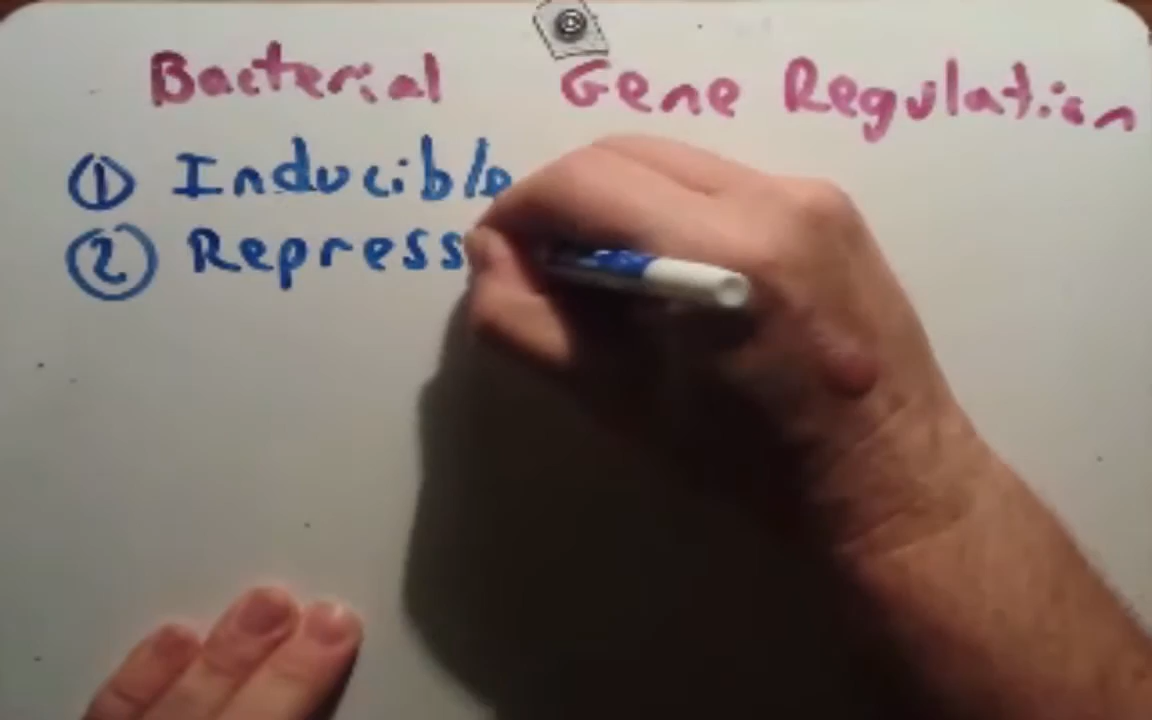 Bacterial Gene Regulation
① Inducible
② Repress